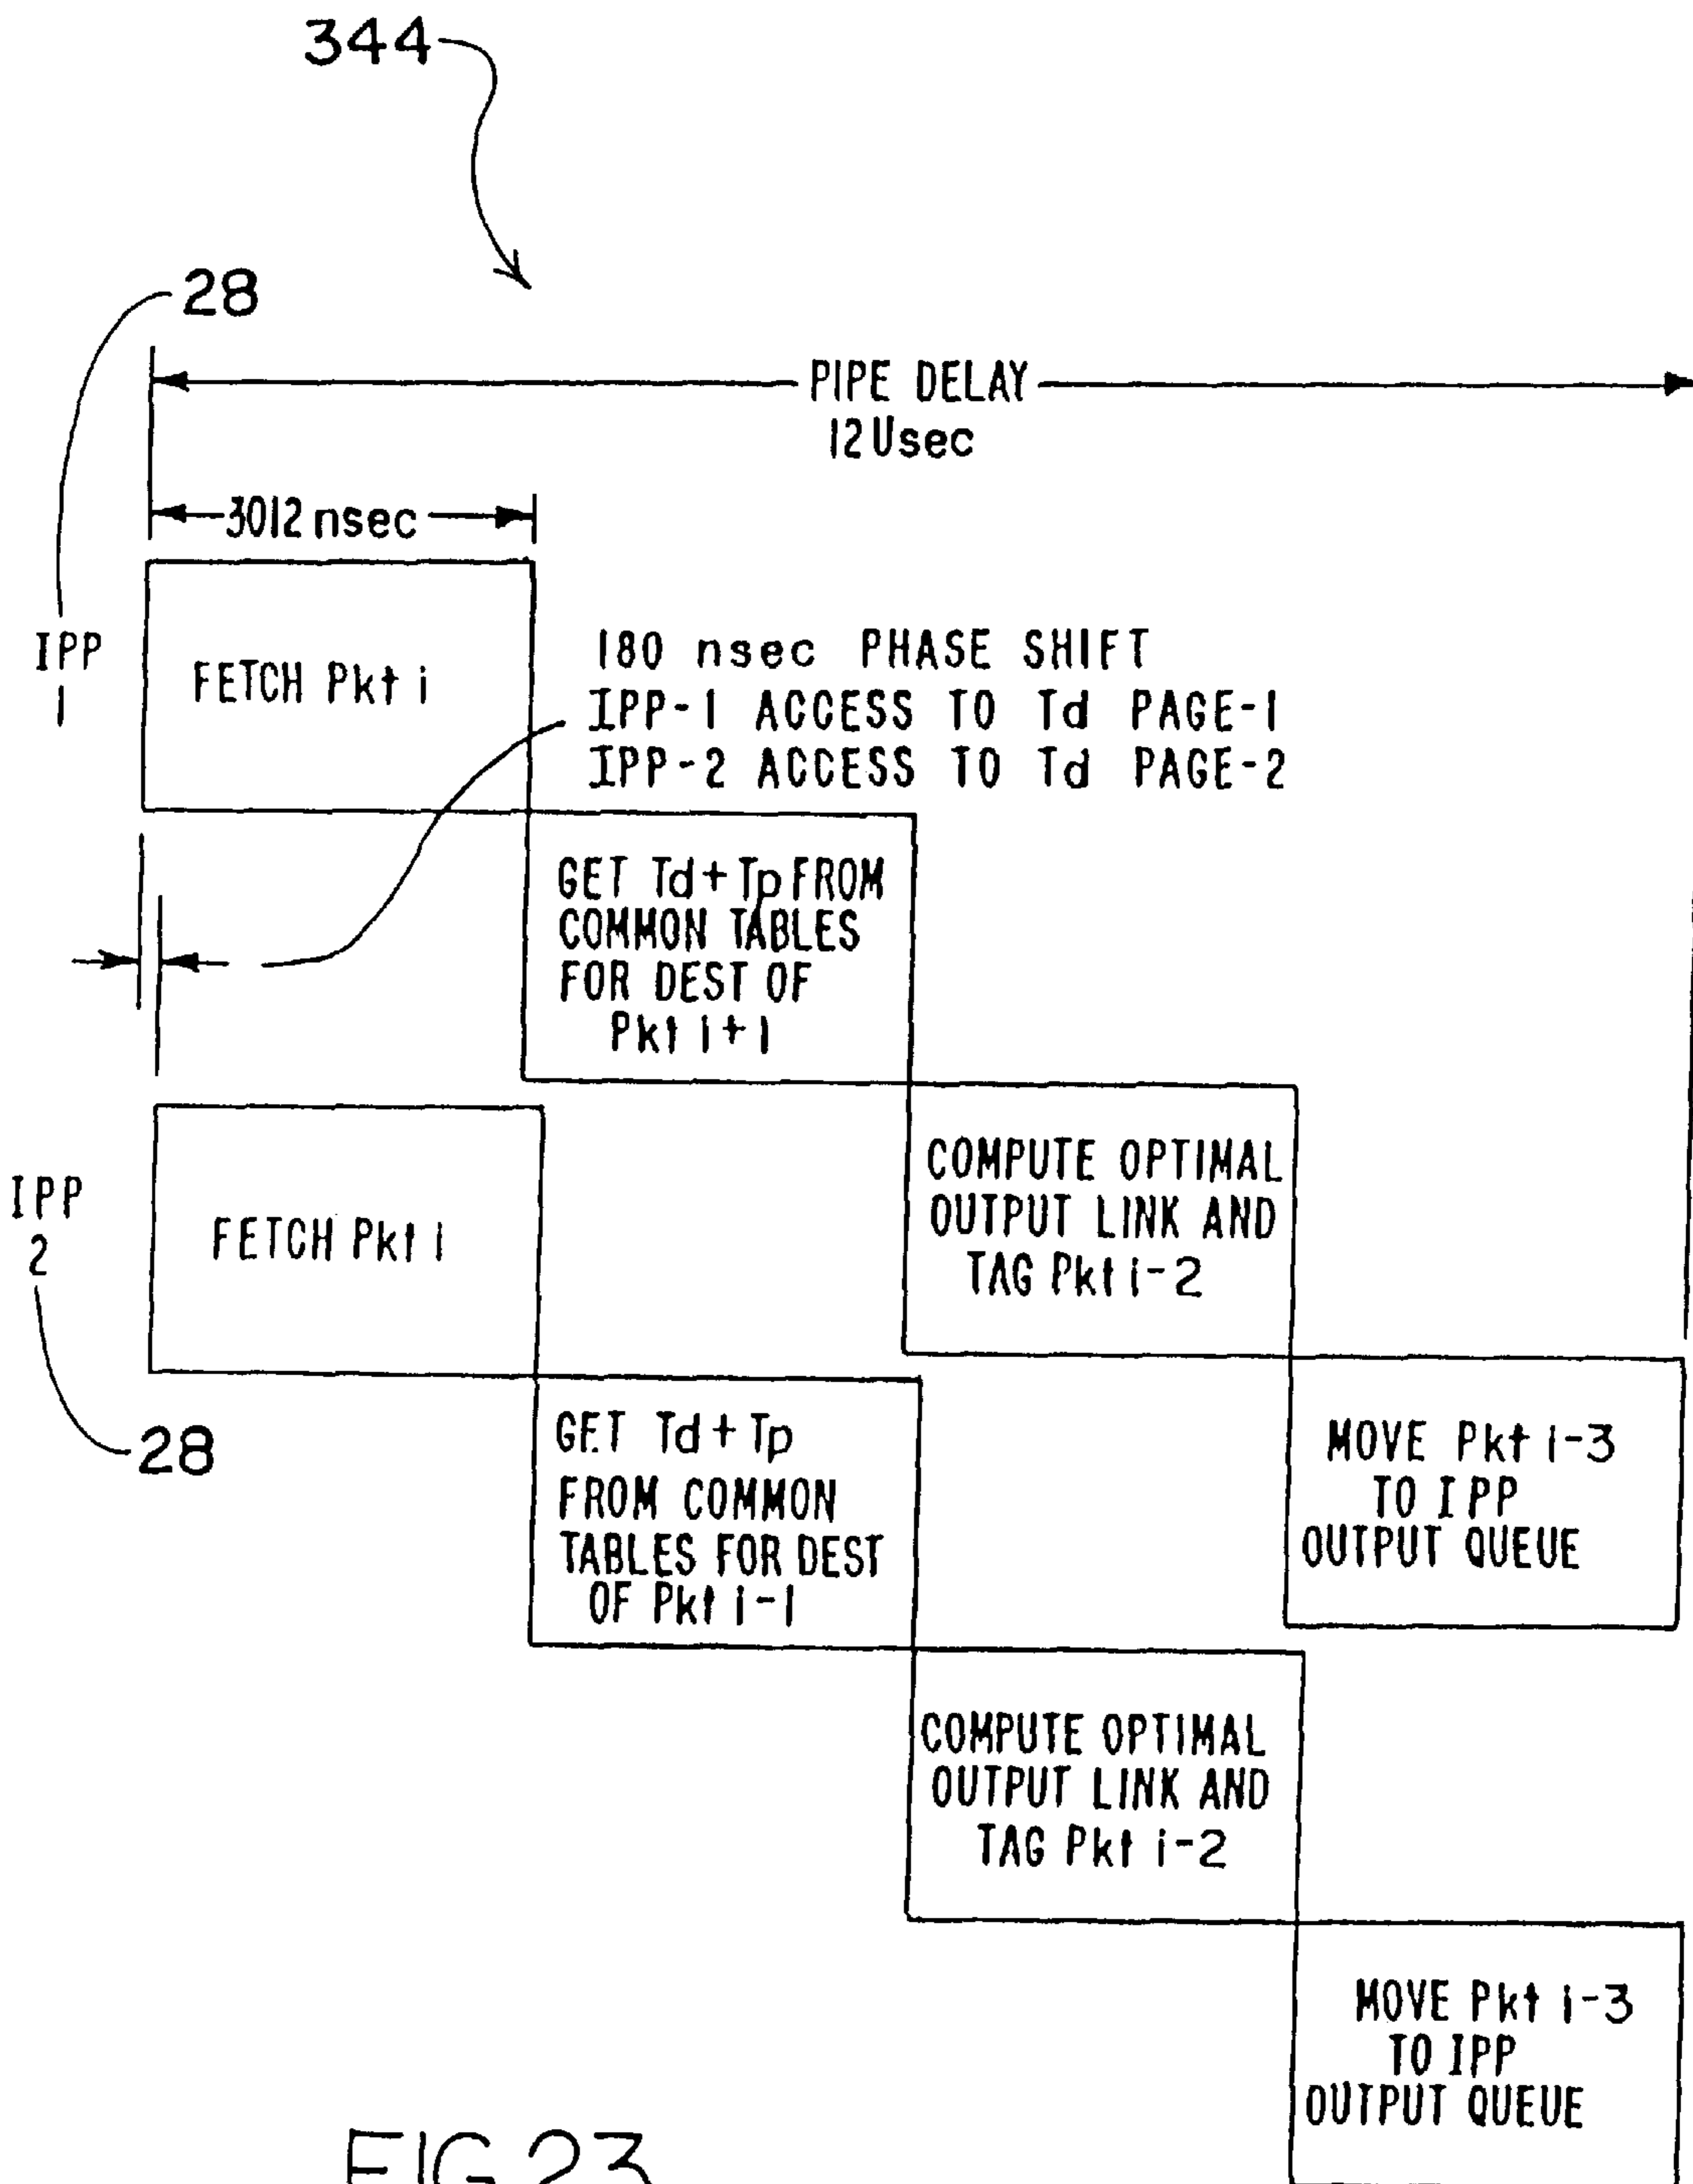 344
28
PIPE DELAY
12Usec
3012 nsec
IPP
1
FETCH Pkt i
180 nsec PHASE SHIFT
IPP-1 ACCESS TO Td PAGE-1
IPP-2 ACCESS TO Td PAGE-2
GET Td+Tp FROM
COMMON TABLES
FOR DEST OF
Pkt i+1
COMPUTE OPTIMAL
OUTPUT LINK AND
TAG Pkt i-2
MOVE Pkt i-3
TO IPP
OUTPUT QUEUE
IPP
2
28
FETCH Pkt i
GET Td+Tp
FROM COMMON
TABLES FOR DEST
OF Pkt i-1
COMPUTE OPTIMAL
OUTPUT LINK AND
TAG Pkt i-2
MOVE Pkt i-3
TO IPP
OUTPUT QUEUE
FIG 23